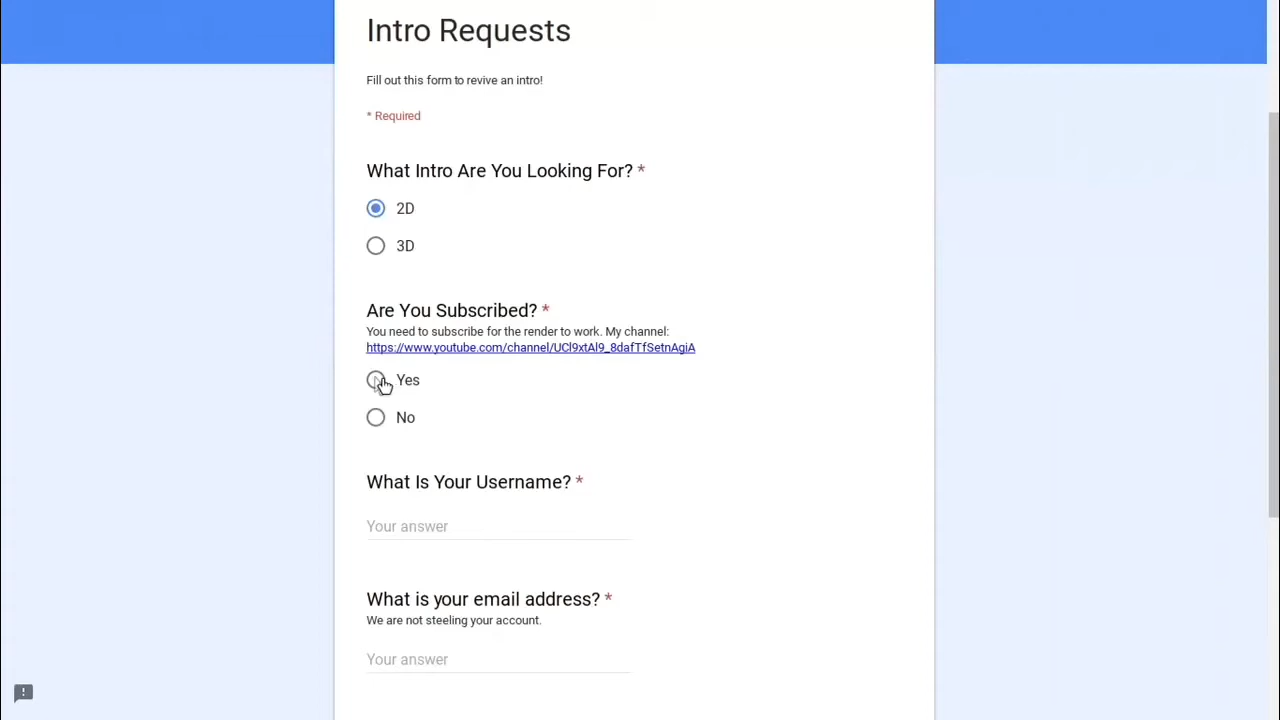 Intro Requests
Fill out this form to revive an intro!
* Required
What Intro Are You Looking For? *
2D
3D
Are You Subscribed? *
You need to subscribe for the render to work. My channel:
https://www.youtube.com/channel/UCl9xtAl9_8dafTfSetnAgiA
Yes
No
What Is Your Username? *
Your answer
What is your email address? *
We are not steeling your account.
Your answer